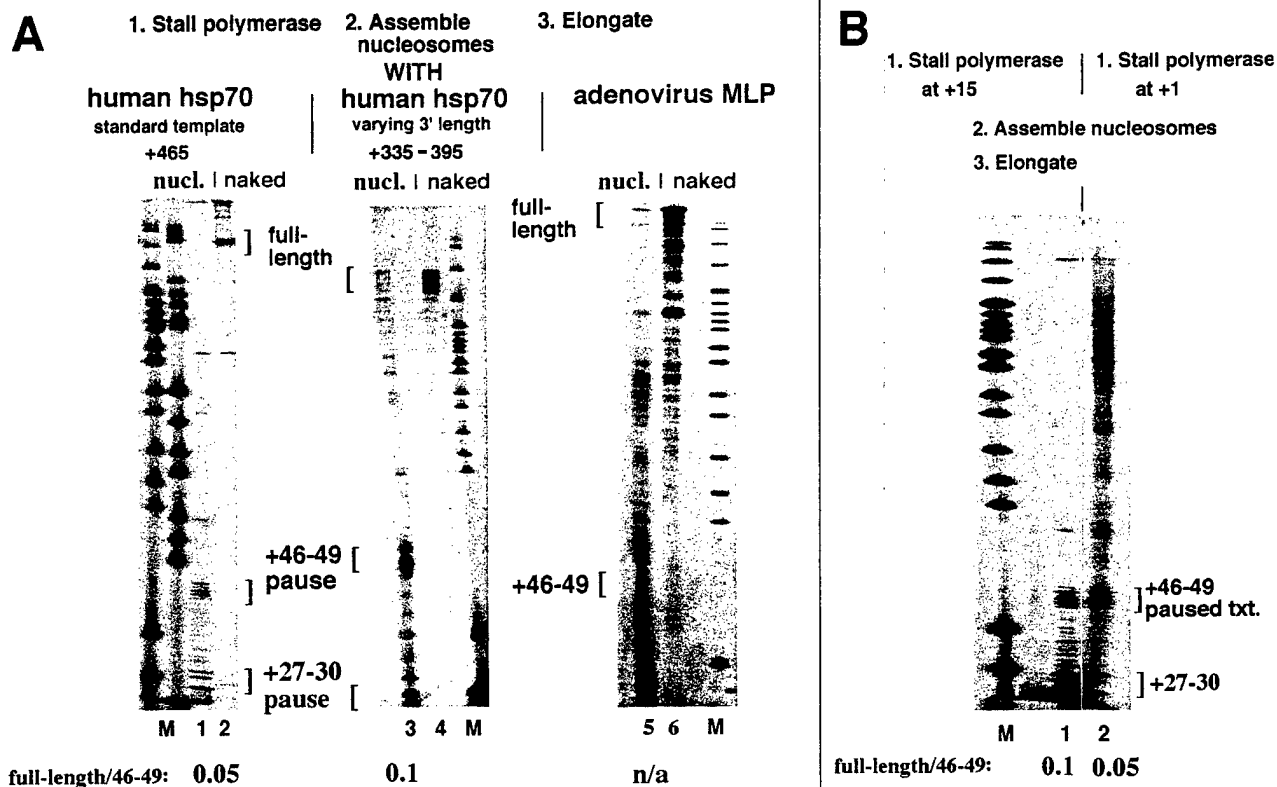 A
1. Stall polymerase
2. Assemble nucleosomes
3. Elongate
WITH
human hsp70
standard template
+465
nucl. | naked
human hsp70
varying 3' length
+335 - 395
nucl. | naked
adenovirus MLP
nucl. | naked
full-length
full-length
+46-49 pause
+46-49
+27-30 pause
M 1 2
3 4 M
5 6 M
full-length/46-49: 0.05 0.1 n/a
B
1. Stall polymerase at +15
1. Stall polymerase at +1
2. Assemble nucleosomes
3. Elongate
+46-49 paused txt.
+27-30
M 1 2
full-length/46-49: 0.1 0.05